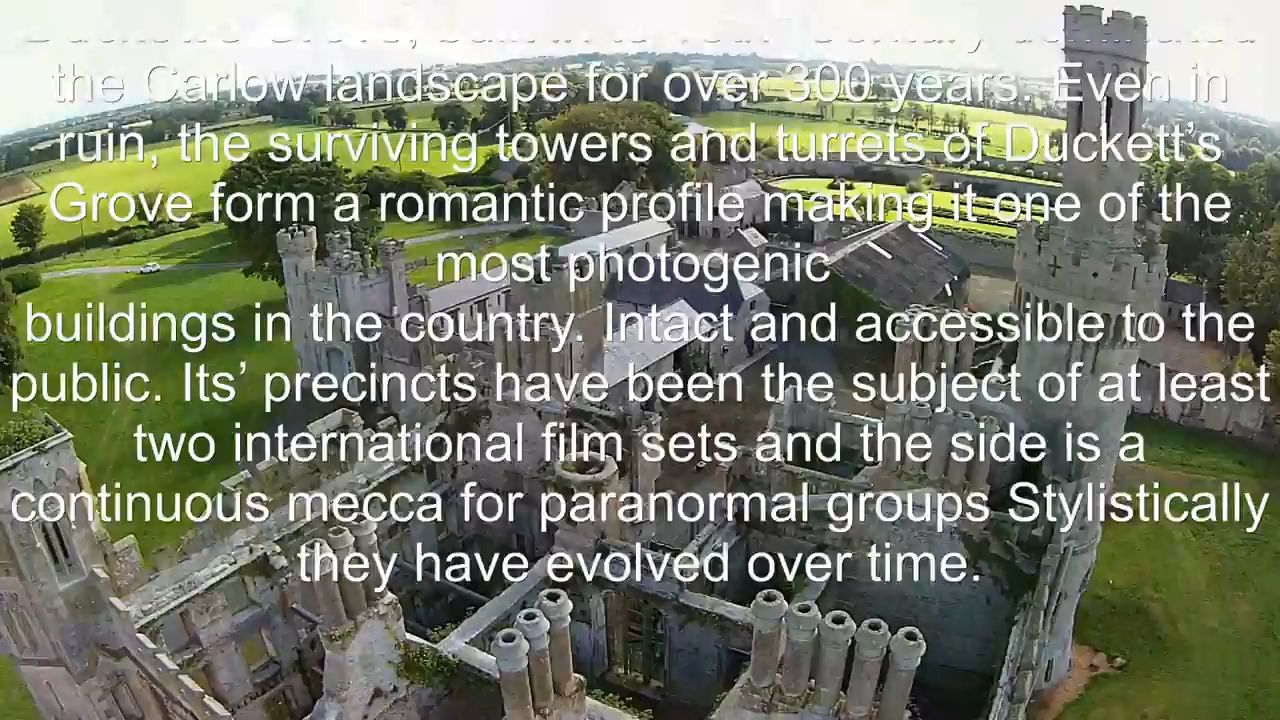 the Carlow landscape for over 300 years. Even in
ruin, the surviving towers and turrets of Duckett’s
Grove form a romantic profile making it one of the
most photogenic
buildings in the country. Intact and accessible to the
public. Its’ precincts have been the subject of at least
two international film sets and the side is a
continuous mecca for paranormal groups Stylistically
they have evolved over time.